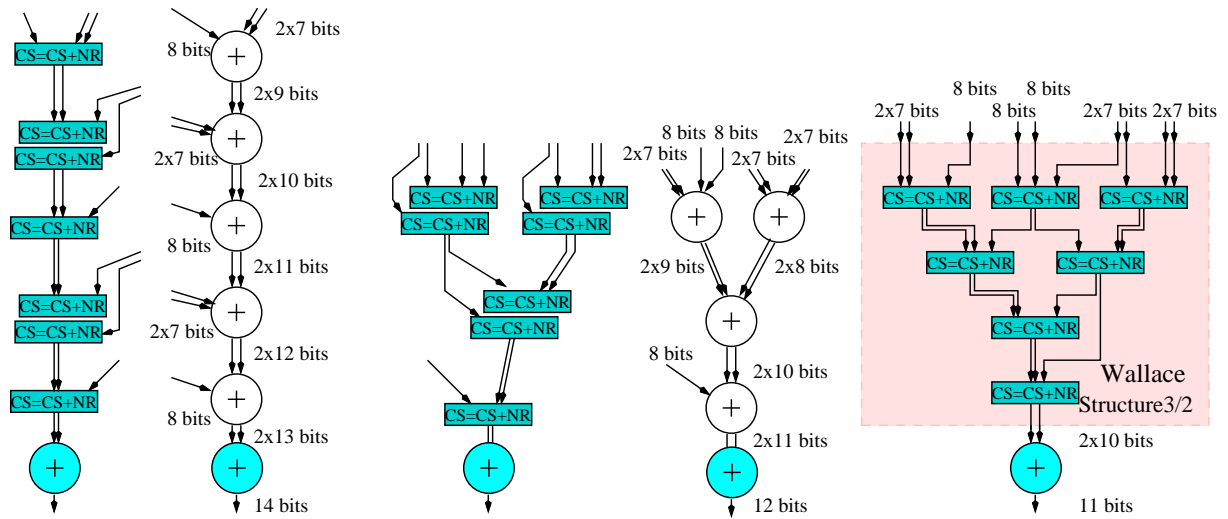 CS=CS+NR
CS=CS+NR
CS=CS+NR
CS=CS+NR
CS=CS+NR
CS=CS+NR
CS=CS+NR
+
2x7 bits
8 bits
+
2x9 bits
+
2x7 bits
2x10 bits
+
8 bits
2x11 bits
+
2x7 bits
2x12 bits
+
8 bits
2x13 bits
+
14 bits
CS=CS+NR
CS=CS+NR
CS=CS+NR
CS=CS+NR
CS=CS+NR
CS=CS+NR
CS=CS+NR
+
8 bits
8 bits
2x7 bits
2x7 bits
2x7 bits
+
+
2x9 bits
2x8 bits
+
8 bits
2x10 bits
+
2x11 bits
+
12 bits
8 bits
8 bits
2x7 bits
8 bits
2x7 bits
2x7 bits
CS=CS+NR
CS=CS+NR
CS=CS+NR
CS=CS+NR
CS=CS+NR
CS=CS+NR
CS=CS+NR
Wallace
Structure3/2
2x10 bits
+
11 bits